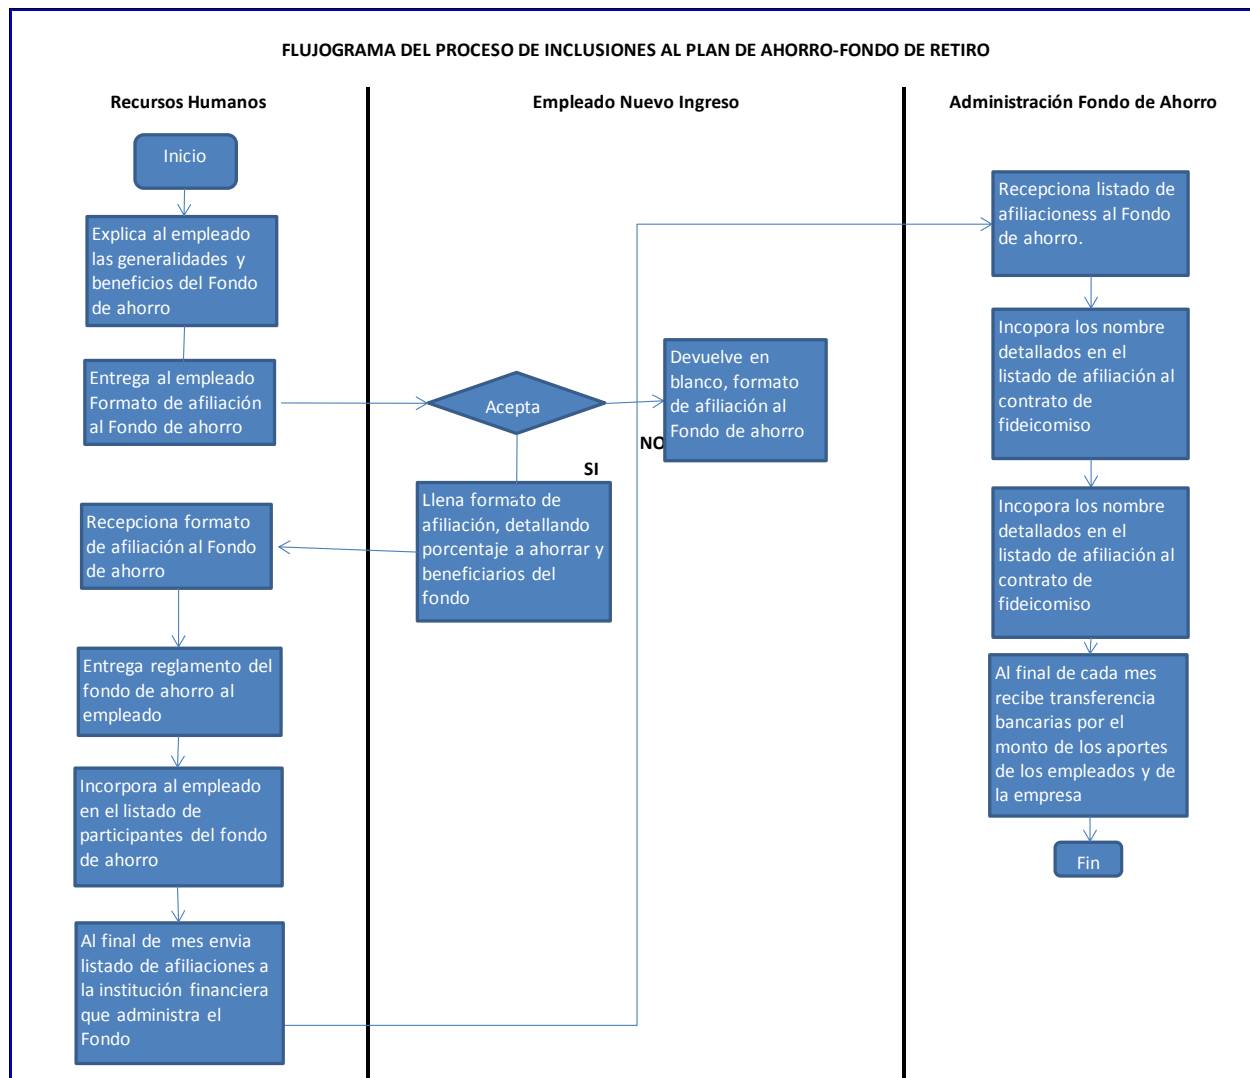 FLUJOGRAMA DEL PROCESO DE INCLUSIONES AL PLAN DE AHORRO-FONDO DE RETIRO
Recursos Humanos
Inicio
Explica al empleado
las generalidades y
beneficios del Fondo
de ahorro
Entrega al empleado
Formato de afiliación
al Fondo de ahorro
Recepciona formato
de afiliación al Fondo
de ahorro
Entrega reglamento del
fondo de ahorro al
empleado
Incorpora al empleado
en el listado de
participantes del fondo
de ahorro
Al final de mes envia
listado de afiliaciones a
la institución financiera
que administra el
Fondo
Empleado Nuevo Ingreso
Acepta
NO
Devuelve en
blanco, formato
de afiliación al
Fondo de ahorro
SI
Llena formato de
afiliación, detallando
porcentaje a ahorrar y
beneficiarios del
fondo
Administración Fondo de Ahorro
Recepciona listado de
afiliacioness al Fondo
de ahorro.
Incopora los nombre
detallados en el
listado de afiliación al
contrato de
fideicomiso
Incopora los nombre
detallados en el
listado de afiliación al
contrato de
fideicomiso
Al final de cada mes
recibe transferencia
bancarias por el
monto de los aportes
de los empleados y de
la empresa
Fin